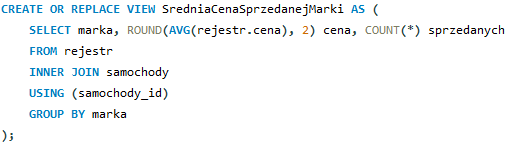 CREATE OR REPLACE VIEW SredniaCenaSprzedanejMarki AS (
SELECT marka, ROUND(AVG(rejestr.cena), 2) cena, COUNT(*) sprzedanych
FROM rejestr
INNER JOIN samochody
USING (samochody_id)
GROUP BY marka
);